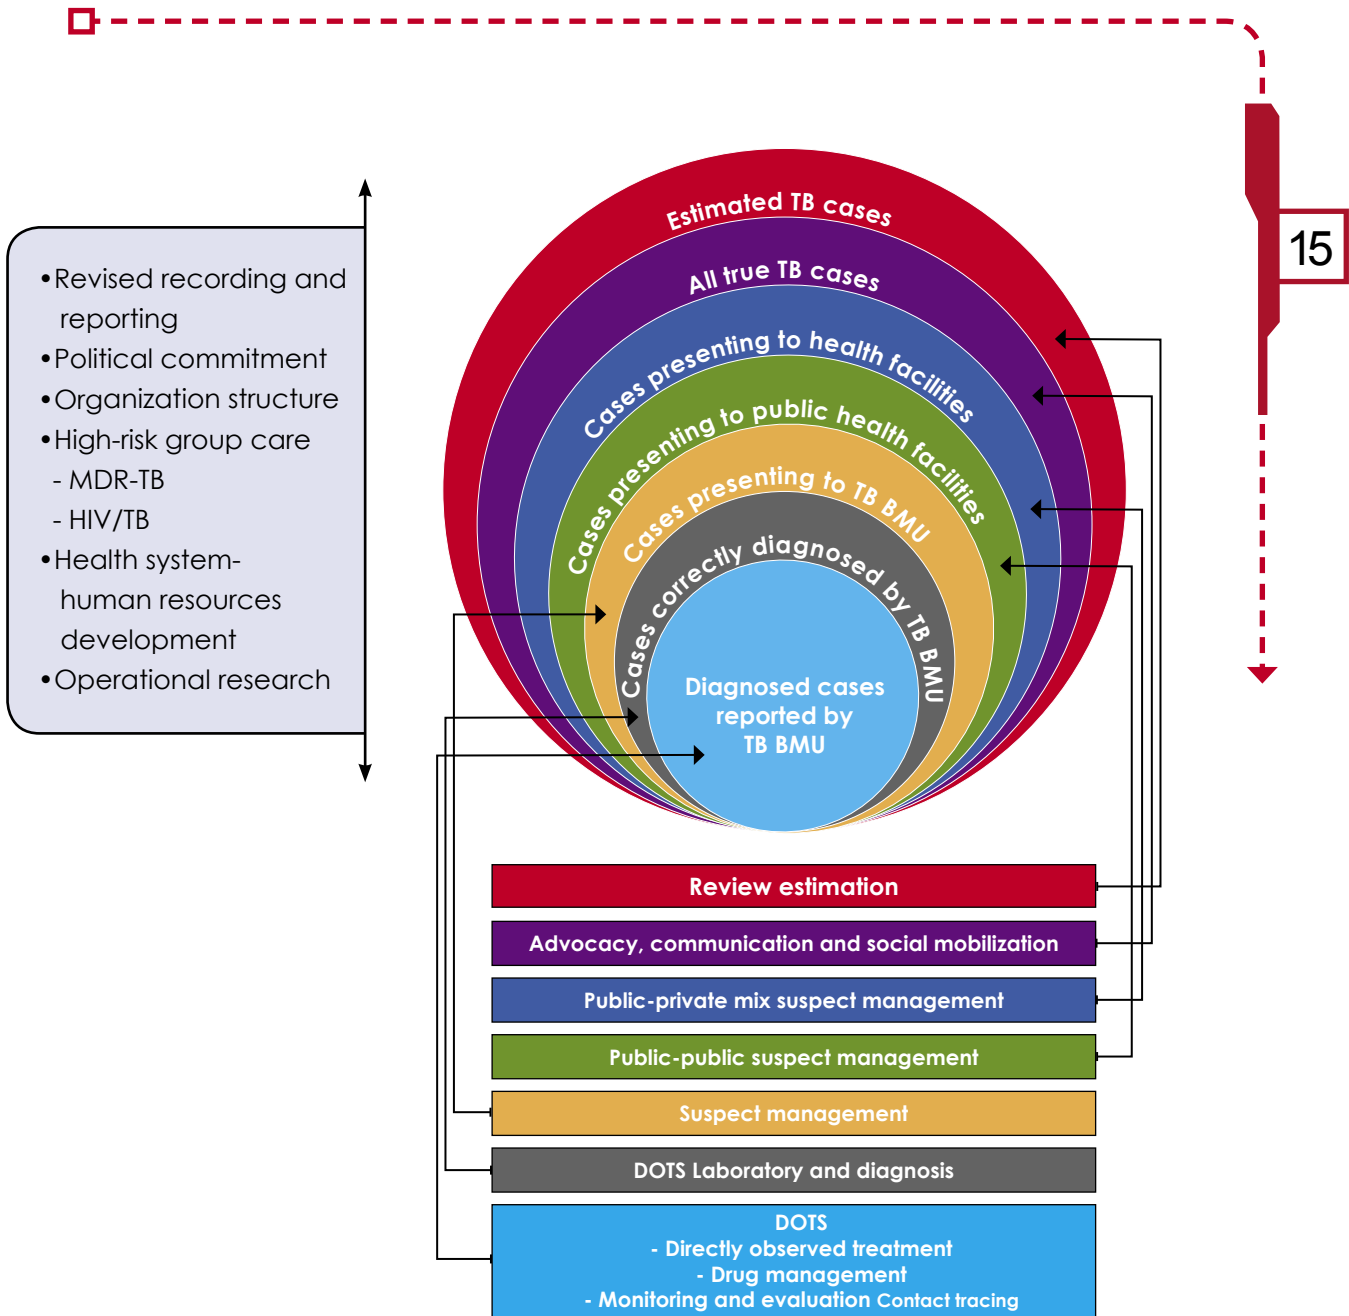 15
•Revised recording and
reporting
•Political commitment
•Organization structure
•High-risk group care
- MDR-TB
- HIV/TB
•Health system-
human resources
development
•Operational research
Estimated TB cases
All true TB cases
Cases presenting to health facilities
Cases presenting to public health facilities
Cases presenting to TB BMU
Cases correctly diagnosed by TB BMU
Diagnosed cases
reported by
TB BMU
Review estimation
Advocacy, communication and social mobilization
Public-private mix suspect management
Public-public suspect management
Suspect management
DOTS Laboratory and diagnosis
DOTS
- Directly observed treatment
- Drug management
- Monitoring and evaluation Contact tracing